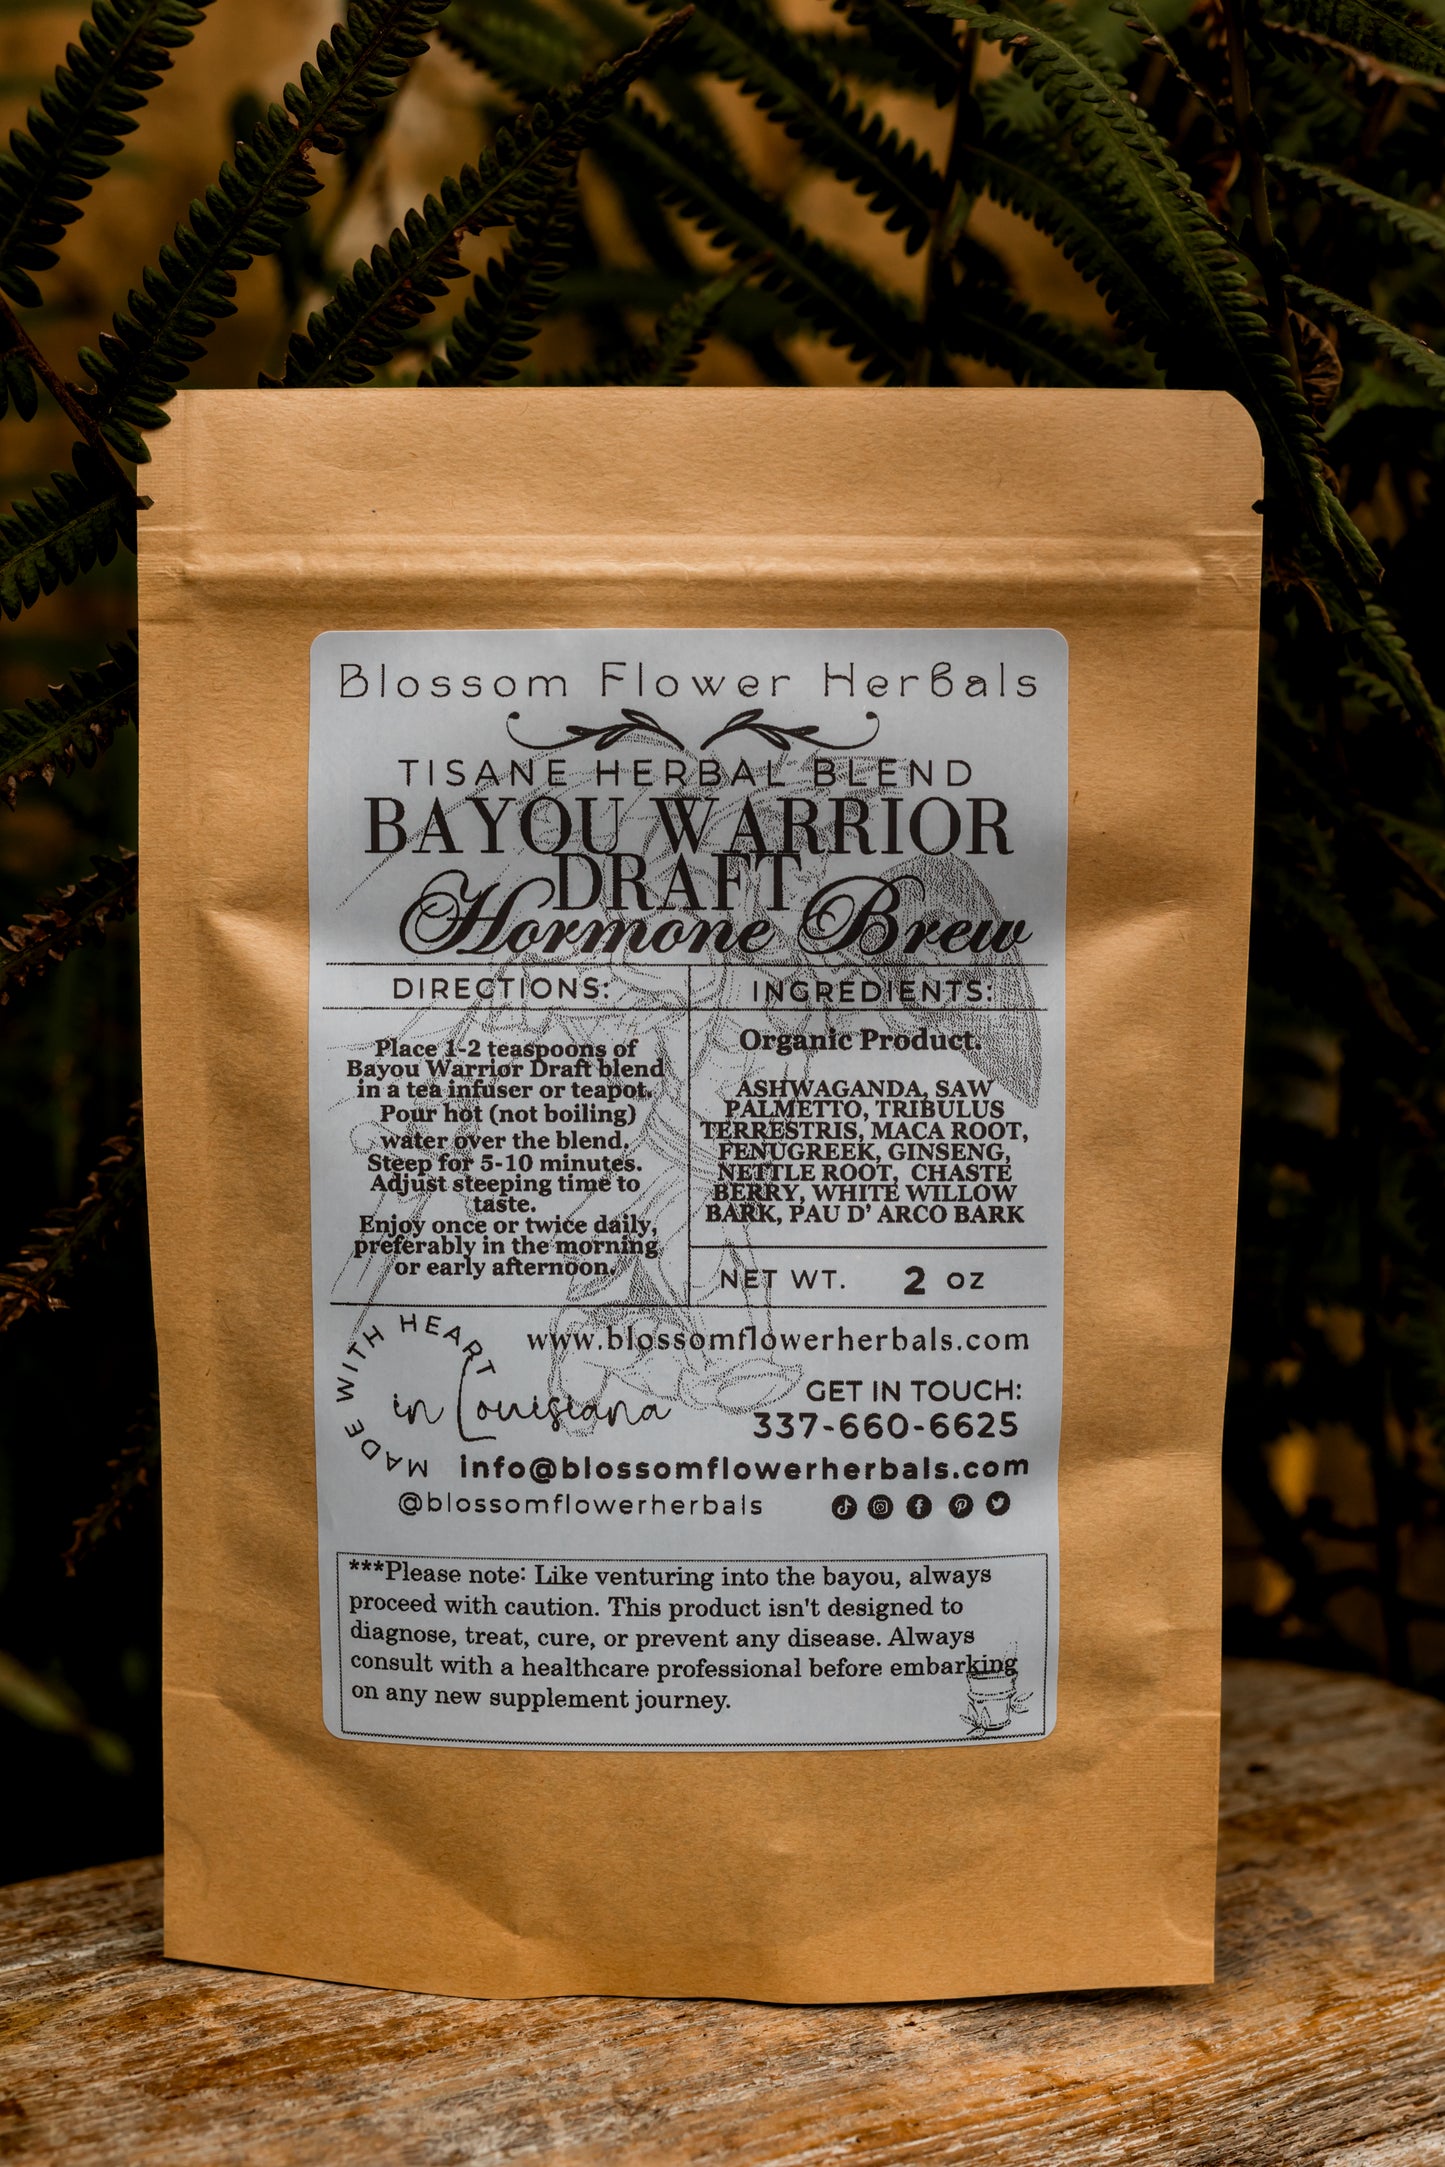 Blossom Flower Herbals
TISANE HERBAL BLEND
BAYOU WARRIOR
DRAFT
Hormone Brew
DIRECTIONS:
Place 1-2 teaspoons of
Bayou Warrior Draft blend
in a tea infuser or teapot.
Pour hot (not boiling)
water over the blend.
Steep for 5-10 minutes.
Adjust steeping time to
taste.
Enjoy once or twice daily,
preferably in the morning
or early afternoon.
INGREDIENTS:
Organic Product.
ASHWAGANDA, SAW
PALMETTO, TRIBULUS
TERRESTRIS, MACA ROOT,
FENUGREEK, GINSENG,
NETTLE ROOT, CHASTE
BERRY, WHITE WILLOW
BARK, PAU D' ARCO BARK
NET WT. 2 OZ
MADE WITH HEART
in Louisiana
www.blossomflowerherbals.com
GET IN TOUCH:
337-660-6625
info@blossomflowerherbals.com
@blossomflowerherbals
***Please note: Like venturing into the bayou, always
proceed with caution. This product isn't designed to
diagnose, treat, cure, or prevent any disease. Always
consult with a healthcare professional before embarking
on any new supplement journey.